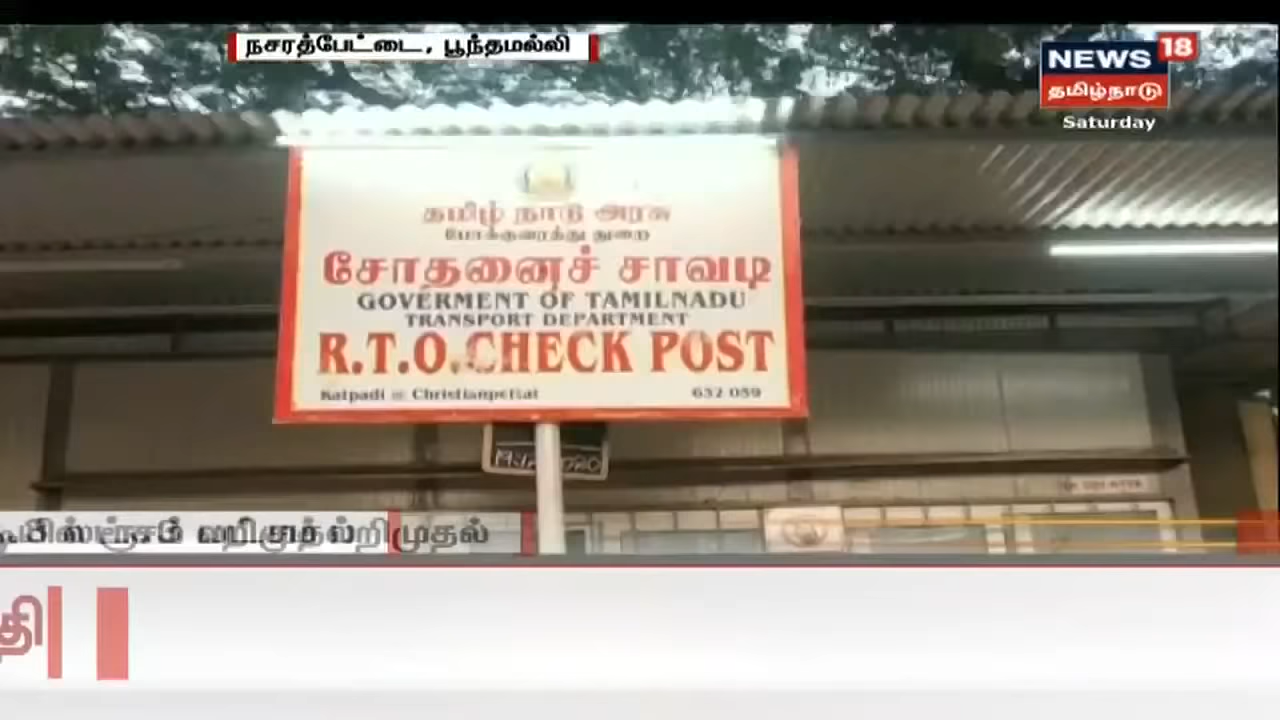 நசரத்பேட்டை, பூந்தமல்லி
NEWS 18
தமிழ்நாடு
Saturday
தமிழ் நாடு அரசு
போக்குவரத்து துறை
சோதனைச் சாவடி
GOVERMENT OF TAMILNADU
TRANSPORT DEPARTMENT
R.T.O.CHECK POST
Katpadi Christianpettat
632 059